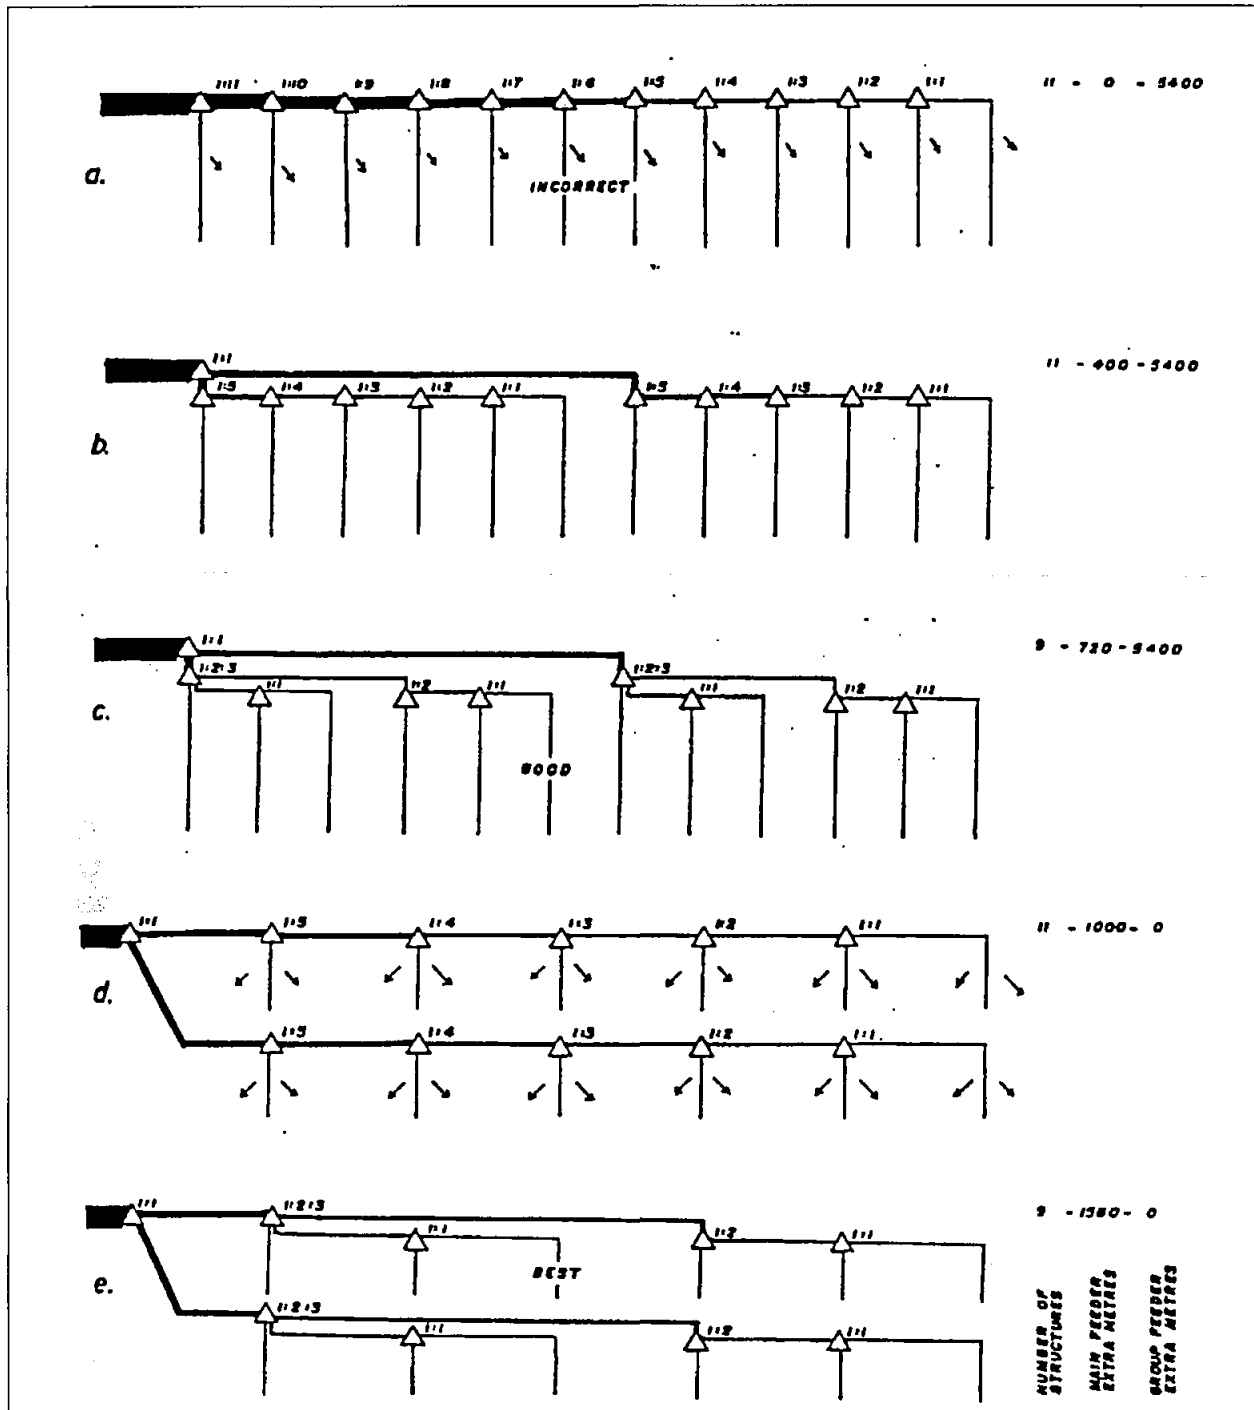 1:11 1:10 1:9 1:8 1:7 1:6 1:5 1:4 1:3 1:2 1:1 11 - 0 - 5400
a.
INCORRECT
1:1 11 - 400 - 5400
1:5 1:4 1:3 1:2 1:1 1:5 1:4 1:3 1:2 1:1
b.
1:1 9 - 720 - 5400
1:2:3 1:2:3
1:1 1:2 1:1 1:1 1:2 1:1
c.
GOOD
1:1 1:5 1:4 1:3 1:2 1:1 11 - 1000 - 0
d.
1:5 1:4 1:3 1:2 1:1
1:1 1:2:3 9 - 1560 - 0
1:1 1:2 1:1
e.
BEST
1:2:3
1:1 1:2 1:1
NUMBER OF
STRUCTURES
MAIN FEEDER
EXTRA METRES
GROUP FEEDER
EXTRA METRES